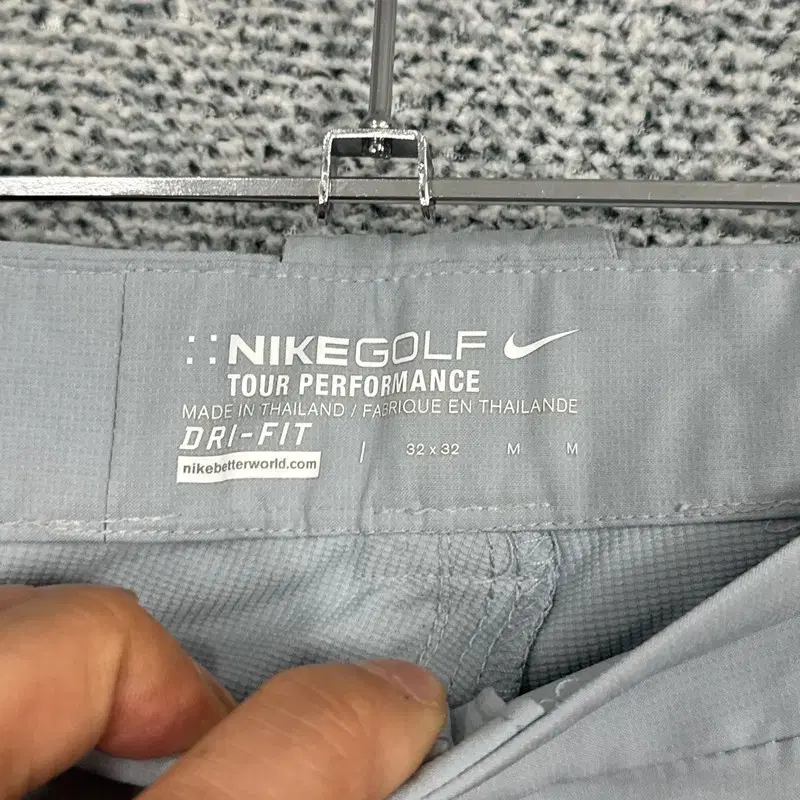 NIKEGOLF
TOUR PERFORMANCE
MADE IN THAILAND / FABRIQUE EN THAILANDE
DRI-FIT | 32 x 32 M M
nikebetterworld.com